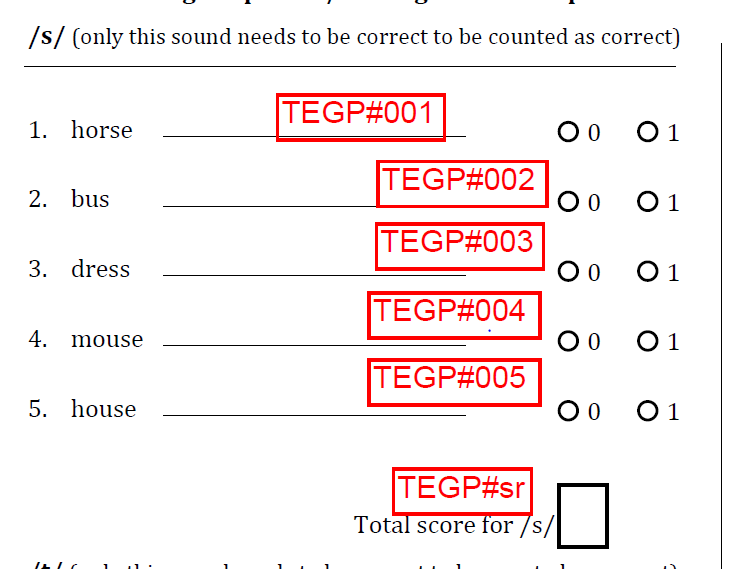 /s/ (only this sound needs to be correct to be counted as correct)
TEGP#001
1. horse 0 1
TEGP#002
2. bus 0 1
TEGP#003
3. dress 0 1
TEGP#004
4. mouse 0 1
TEGP#005
5. house 0 1
TEGP#sr
Total score for /s/